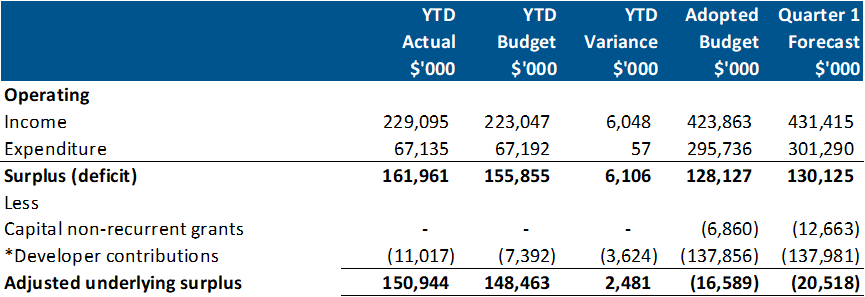 YTD YTD YTD Adopted Quarter 1
Actual Budget Variance Budget Forecast
$'000 $'000 $'000 $'000 $'000
Operating
Income 229,095 223,047 6,048 423,863 431,415
Expenditure 67,135 67,192 57 295,736 301,290
Surplus (deficit) 161,961 155,855 6,106 128,127 130,125
Less
Capital non-recurrent grants - - - (6,860) (12,663)
*Developer contributions (11,017) (7,392) (3,624) (137,856) (137,981)
Adjusted underlying surplus 150,944 148,463 2,481 (16,589) (20,518)